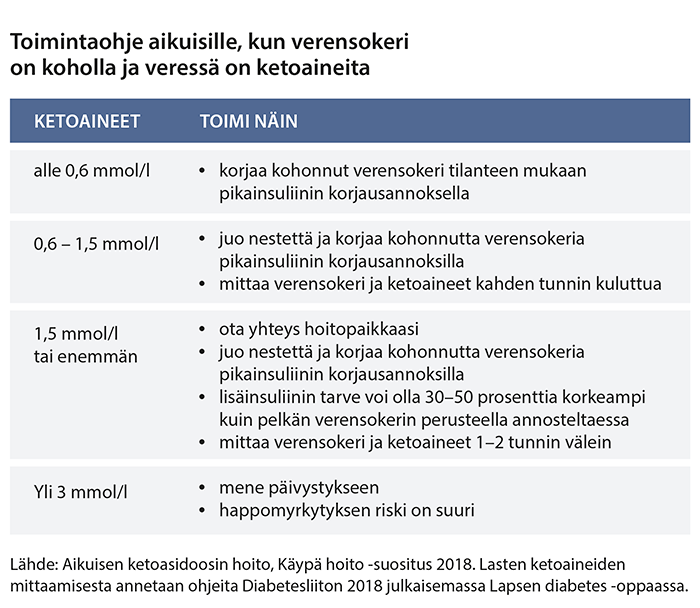 Toimintaohje aikuisille, kun verensokeri
on koholla ja veressä on ketoaineita
KETOAINEET TOIMI NÄIN
alle 0,6 mmol/l • korjaa kohonnut verensokeri tilanteen mukaan
pikainsuliinin korjausannoksella
0,6 – 1,5 mmol/l • juo nestettä ja korjaa kohonnutta verensokeria
pikainsuliinin korjausannoksilla
• mittaa verensokeri ja ketoaineet kahden tunnin kuluttua
1,5 mmol/l
tai enemmän
• ota yhteys hoitopaikkaasi
• juo nestettä ja korjaa kohonnutta verensokeria
pikainsuliinin korjausannoksilla
• lisäinsuliinin tarve voi olla 30–50 prosenttia korkeampi
kuin pelkän verensokerin perusteella annosteltaessa
• mittaa verensokeri ja ketoaineet 1–2 tunnin välein
Yli 3 mmol/l • mene päivystykseen
• happomyrkytyksen riski on suuri
Lähde: Aikuisen ketoasidoosin hoito, Käypä hoito -suositus 2018. Lasten ketoaineiden
mittaamisesta annetaan ohjeita Diabetesliiton 2018 julkaisemassa Lapsen diabetes -oppaassa.